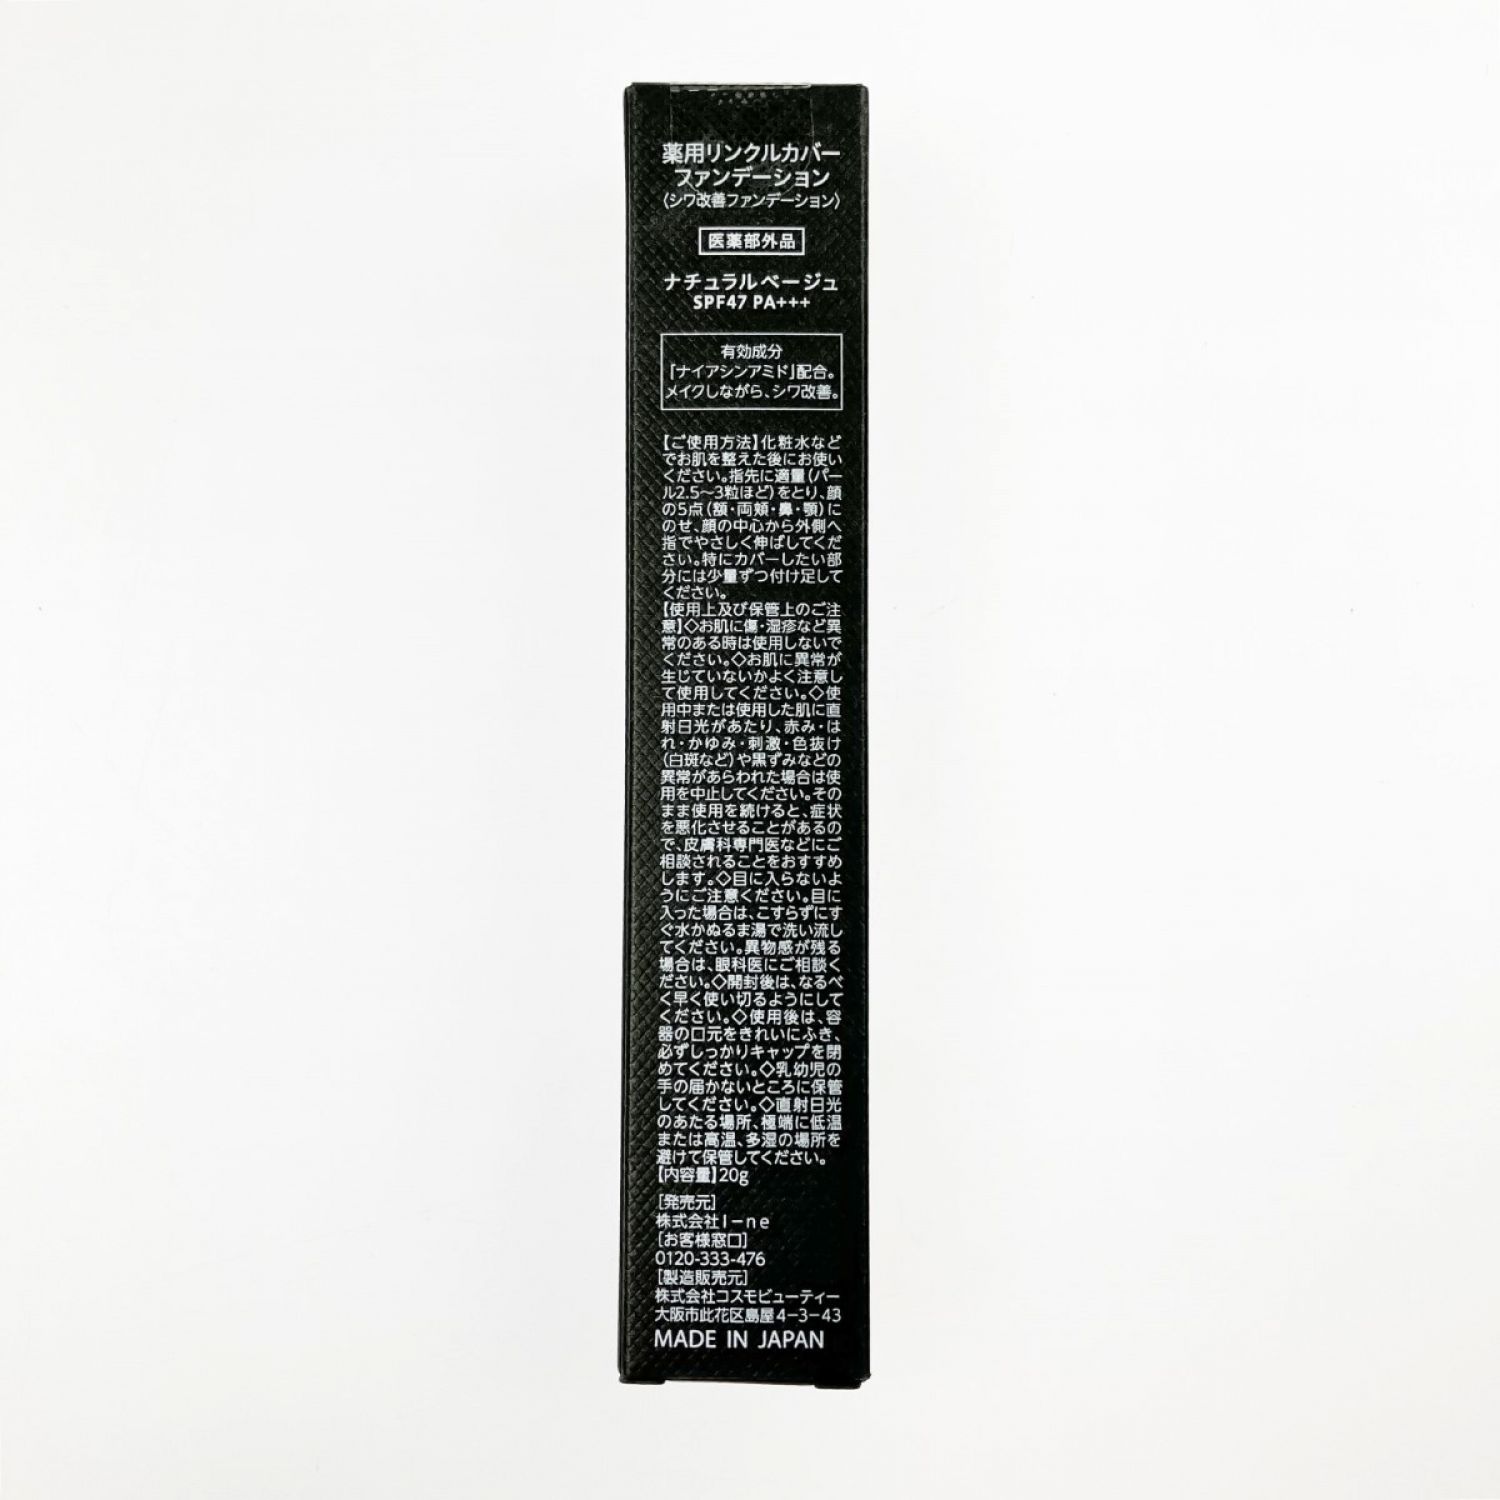 薬用リンクルカバー
ファンデーション
〈シワ改善ファンデーション〉
医薬部外品
ナチュラルベージュ
SPF47 PA+++
有効成分
「ナイアシンアミド」配合。
メイクしながら、シワ改善。
【ご使用方法】化粧水など
でお肌を整えた後にお使い
ください。指先に適量(パー
ル2.5〜3粒ほど)をとり、顔
の5点(額・両頬・鼻・顎)に
のせ、顔の中心から外側へ
指でやさしく伸ばしてくだ
さい。特にカバーしたい部
分には少量ずつ付け足して
ください。
【使用上及び保管上のご注
意】◇お肌に傷・湿疹など異
常のある時は使用しないで
ください。◇お肌に異常が
生じていないかよく注意し
て使用してください。◇使
用中または使用した肌に直
射日光があたり、赤み・は
れ・かゆみ・刺激・色抜け
(白斑など)や黒ずみなどの
異常があらわれた場合は使
用を中止してください。その
まま使用を続けると、症状
を悪化させることがあるの
で、皮膚科専門医などにご
相談されることをおすすめ
します。◇目に入らないよ
うにご注意ください。目に
入った場合は、こすらずにす
ぐ水かぬるま湯で洗い流し
てください。異物感が残る
場合は、眼科医にご相談く
ださい。◇開封後は、なるべ
く早く使い切るようにして
ください。◇使用後は、容
器の口元をきれいにふき、
必ずしっかりキャップを閉
めてください。◇乳幼児の
手の届かないところに保管
してください。◇直射日光
のあたる場所、極端に低温
または高温、多湿の場所を
避けて保管してください。
【内容量】20g
[発売元]
株式会社I-ne
[お客様窓口]
0120-333-476
[製造販売元]
株式会社コスモビューティー
大阪市此花区島屋4-3-43
MADE IN JAPAN